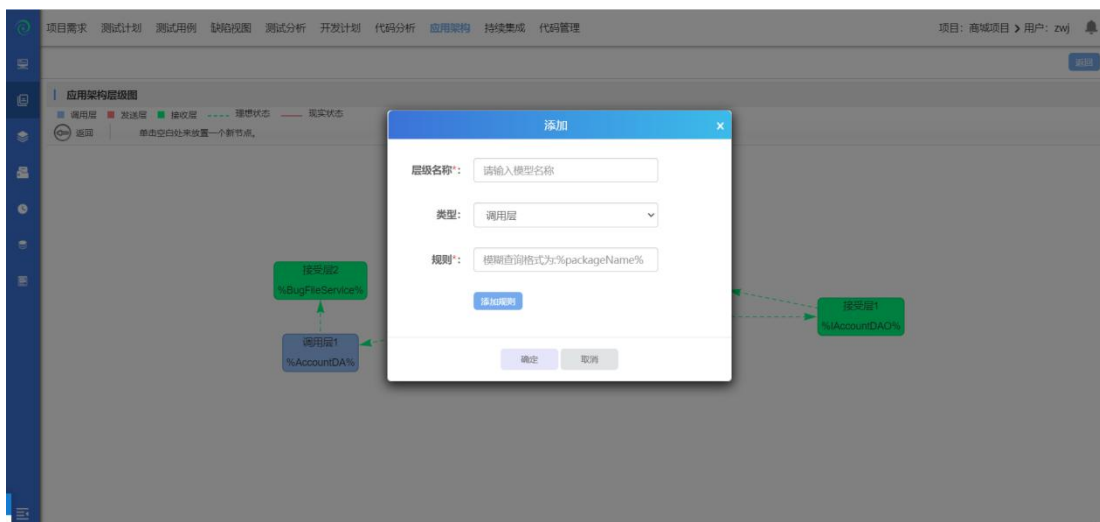 项目需求 测试计划 测试用例 缺陷视图 测试分析 开发计划 代码分析 应用架构 持续集成 代码管理 项目：商城项目 用户：zwj
返回
应用架构层级图
调用层 发送层 接收层 理想状态 现实状态
返回 单击空白处来放置一个新节点。
添加 x
层级名称*： 请输入模型名称
类型： 调用层
规则*： 模糊查询格式为:%packageName%
添加规则
确定 取消
接受层2
%BugFileService%
调用层1
%AccountDA%
接受层1
%IAccountDAO%